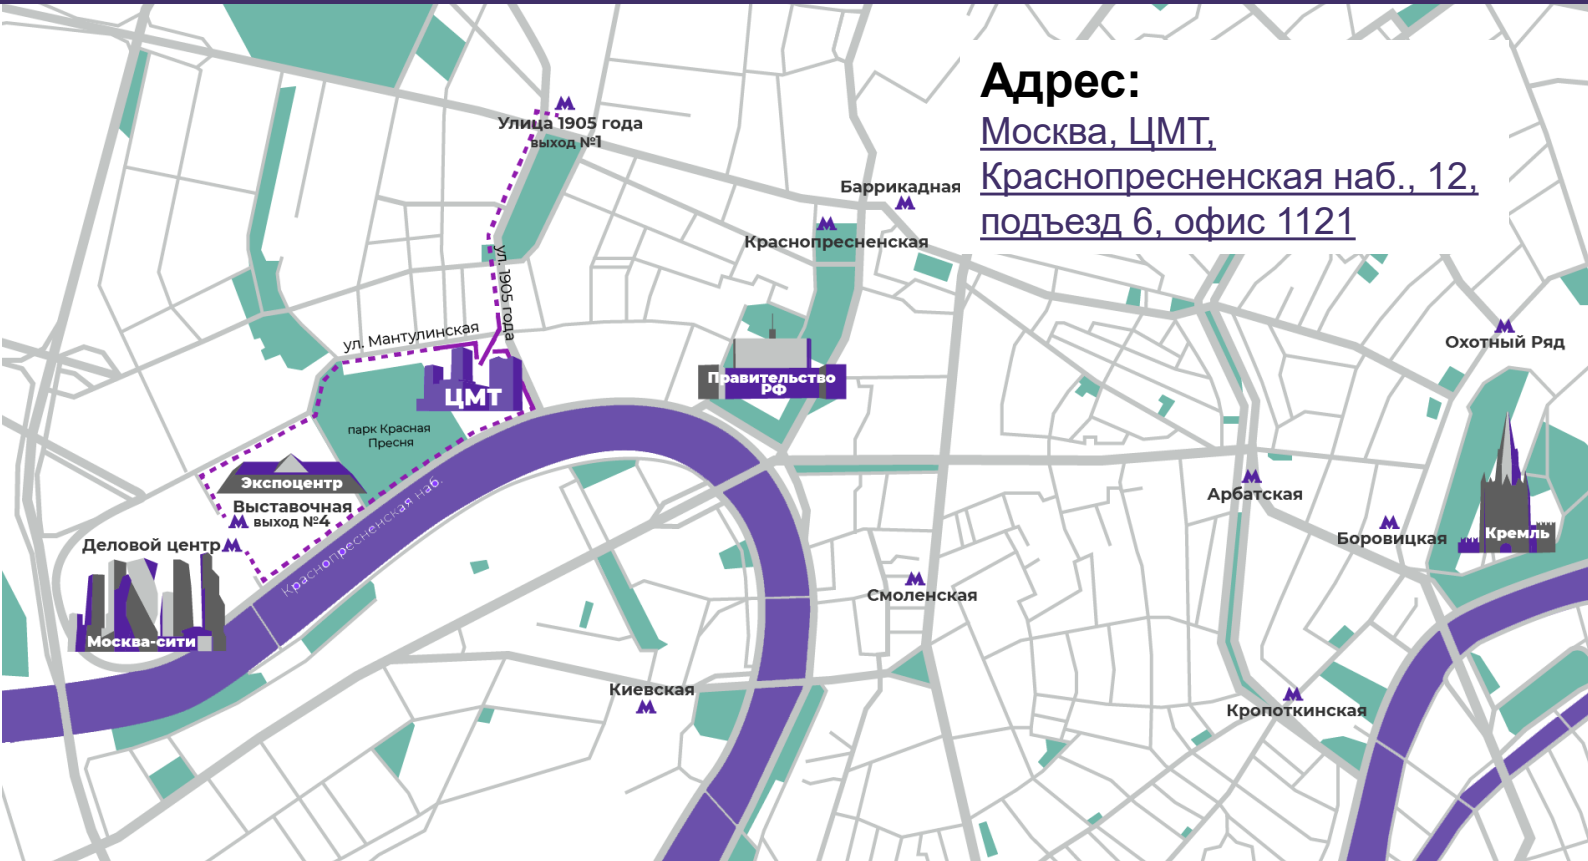 Адрес:
Москва, ЦМТ,
Краснопресненская наб., 12,
подъезд 6, офис 1121
Улица 1905 года
выход №1
Баррикадная
Краснопресненская
ул. 1905 года
ул. Мантулинская
Охотный Ряд
Правительство
РФ
ЦМТ
парк Красная
Пресня
Экспоцентр
Выставочная
выход №4
Краснопресненская наб.
Деловой центр
Москва-сити
Арбатская
Боровицкая
Кремль
Смоленская
Киевская
Кропоткинская